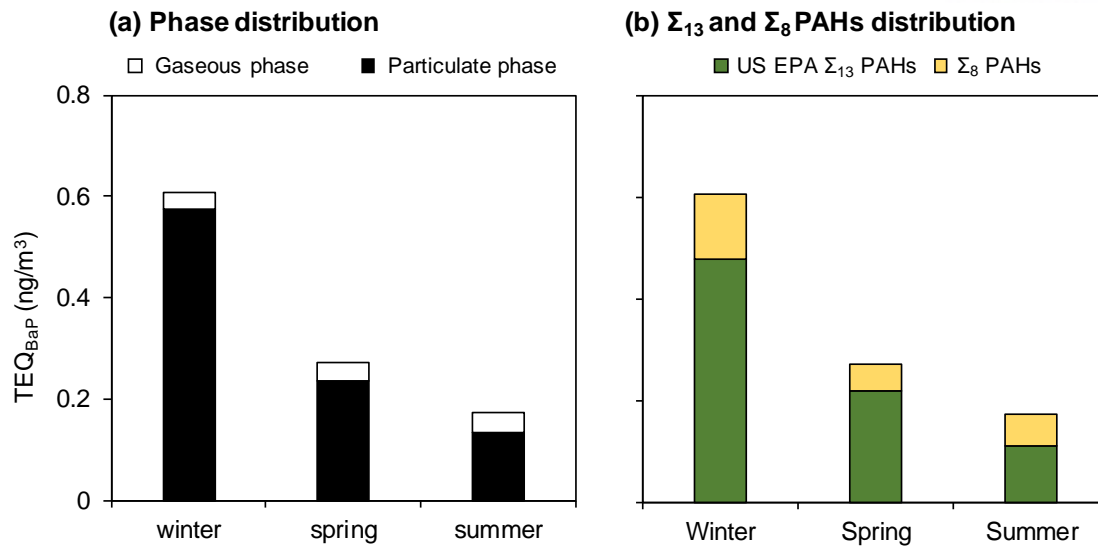 (a) Phase distribution
(b) Σ₁₃ and Σ₈ PAHs distribution
Gaseous phase
Particulate phase
US EPA Σ₁₃ PAHs
Σ₈ PAHs
TEQ_BaP (ng/m³)
0.8
0.6
0.4
0.2
0
winter
spring
summer
Winter
Spring
Summer